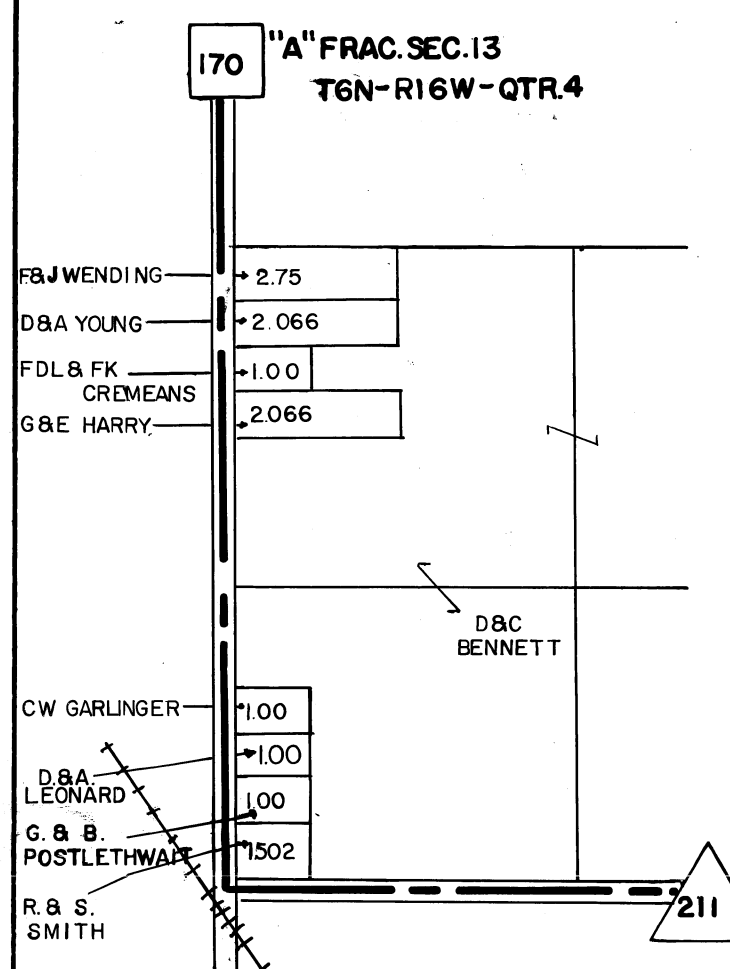 170
"A" FRAC. SEC. 13
T6N-R16W-QTR.4
F&J WENDING
2.75
D&A YOUNG
2.066
FDL & FK
CREMEANS
1.00
G&E HARRY
2.066
D&C
BENNETT
CW GARLINGER
1.00
D.&A.
LEONARD
1.00
G. & B.
POSTLETHWAIT
1.00
R. & S.
SMITH
1.502
211